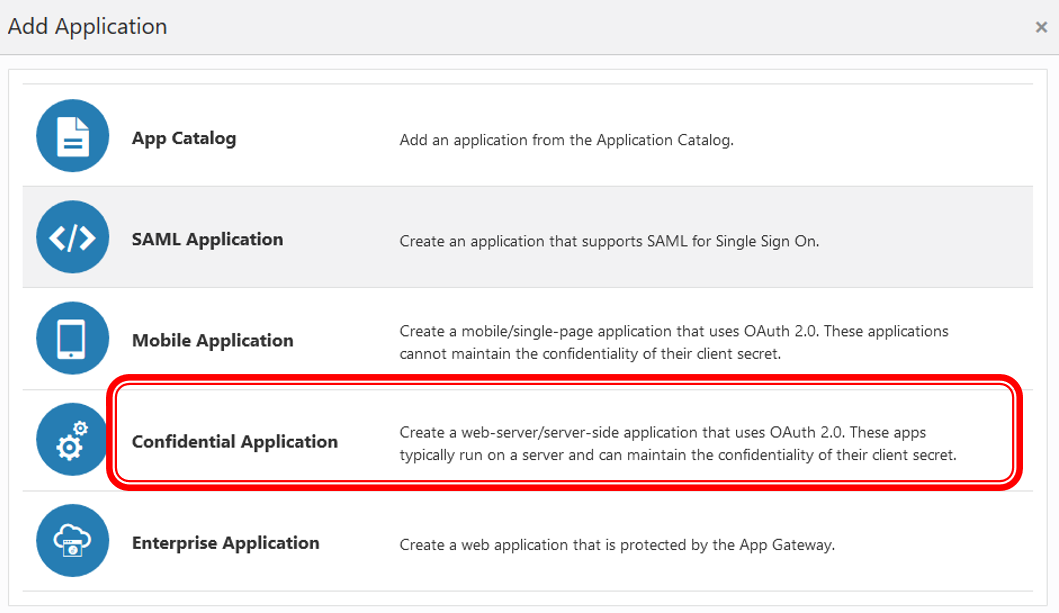 Add Application
×
App Catalog
Add an application from the Application Catalog.
</>
SAML Application
Create an application that supports SAML for Single Sign On.
Mobile Application
Create a mobile/single-page application that uses OAuth 2.0. These applications
cannot maintain the confidentiality of their client secret.
Confidential Application
Create a web-server/server-side application that uses OAuth 2.0. These apps
typically run on a server and can maintain the confidentiality of their client secret.
Enterprise Application
Create a web application that is protected by the App Gateway.